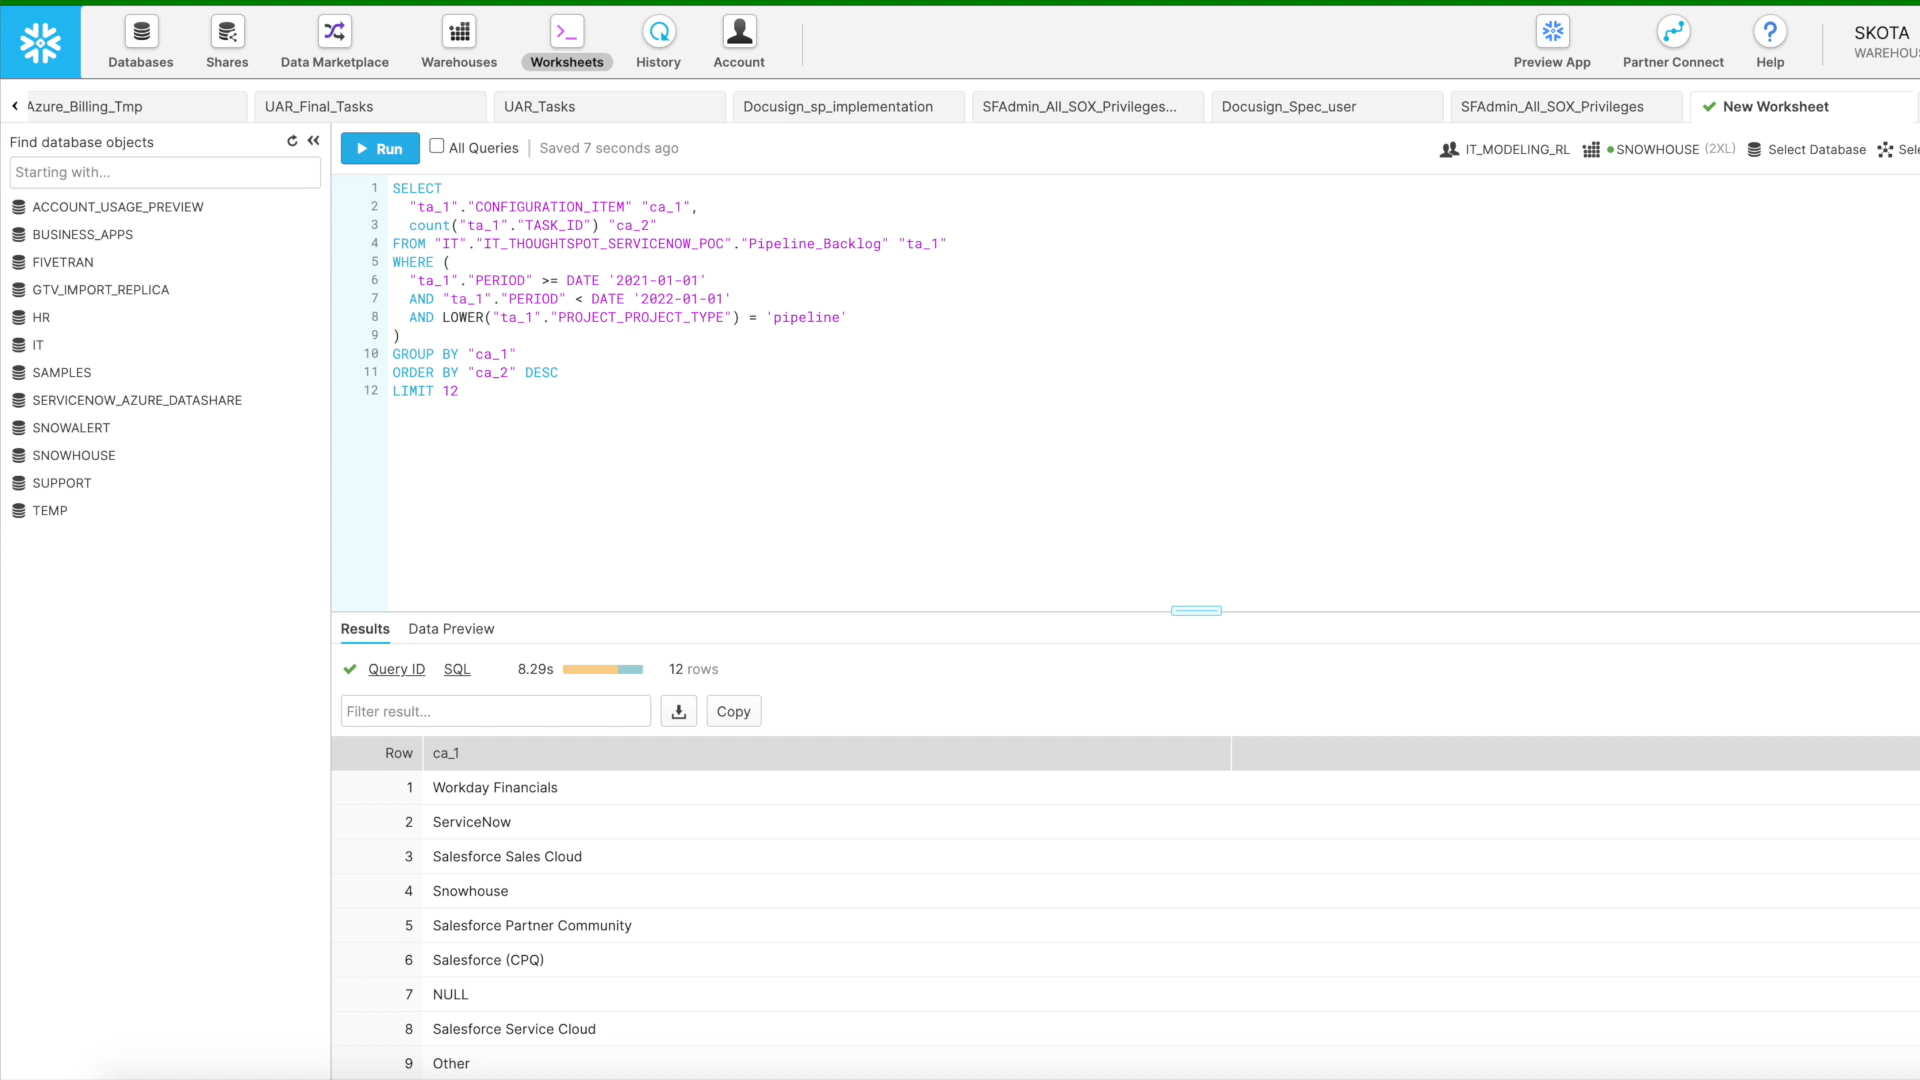 Databases
Shares
Data Marketplace
Warehouses
Worksheets
History
Account
Preview App
Partner Connect
Help
SKOTA
WAREHOUS
Azure_Billing_Tmp
UAR_Final_Tasks
UAR_Tasks
Docusign_sp_implementation
SFAdmin_All_SOX_Privileges...
Docusign_Spec_user
SFAdmin_All_SOX_Privileges
New Worksheet
Find database objects
Starting with...
ACCOUNT_USAGE_PREVIEW
BUSINESS_APPS
FIVETRAN
GTV_IMPORT_REPLICA
HR
IT
SAMPLES
SERVICENOW_AZURE_DATASHARE
SNOWALERT
SNOWHOUSE
SUPPORT
TEMP
Run
All Queries
Saved 7 seconds ago
IT_MODELING_RL
SNOWHOUSE (2XL)
Select Database
Sele
1 SELECT
2 "ta_1"."CONFIGURATION_ITEM" "ca_1",
3 count("ta_1"."TASK_ID") "ca_2"
4 FROM "IT"."IT_THOUGHTSPOT_SERVICENOW_POC"."Pipeline_Backlog" "ta_1"
5 WHERE (
6 "ta_1"."PERIOD" >= DATE '2021-01-01'
7 AND "ta_1"."PERIOD" < DATE '2022-01-01'
8 AND LOWER("ta_1"."PROJECT_PROJECT_TYPE") = 'pipeline'
9 )
10 GROUP BY "ca_1"
11 ORDER BY "ca_2" DESC
12 LIMIT 12
Results
Data Preview
Query ID
SQL
8.29s
12 rows
Filter result...
Copy
Row ca_1
1 Workday Financials
2 ServiceNow
3 Salesforce Sales Cloud
4 Snowhouse
5 Salesforce Partner Community
6 Salesforce (CPQ)
7 NULL
8 Salesforce Service Cloud
9 Other